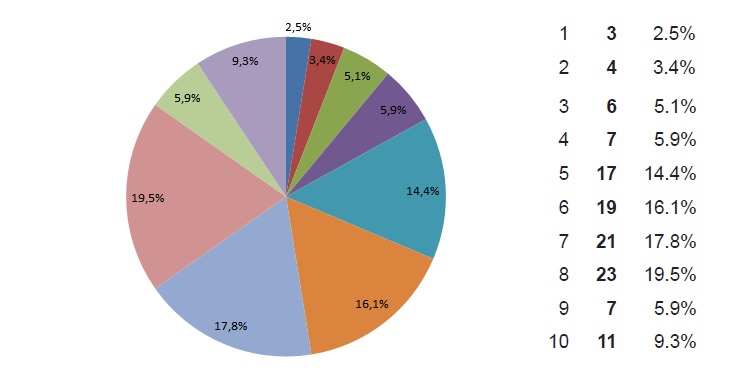 2,5%
3,4%
5,1%
5,9%
14,4%
16,1%
17,8%
19,5%
5,9%
9,3%
1 3 2.5%
2 4 3.4%
3 6 5.1%
4 7 5.9%
5 17 14.4%
6 19 16.1%
7 21 17.8%
8 23 19.5%
9 7 5.9%
10 11 9.3%